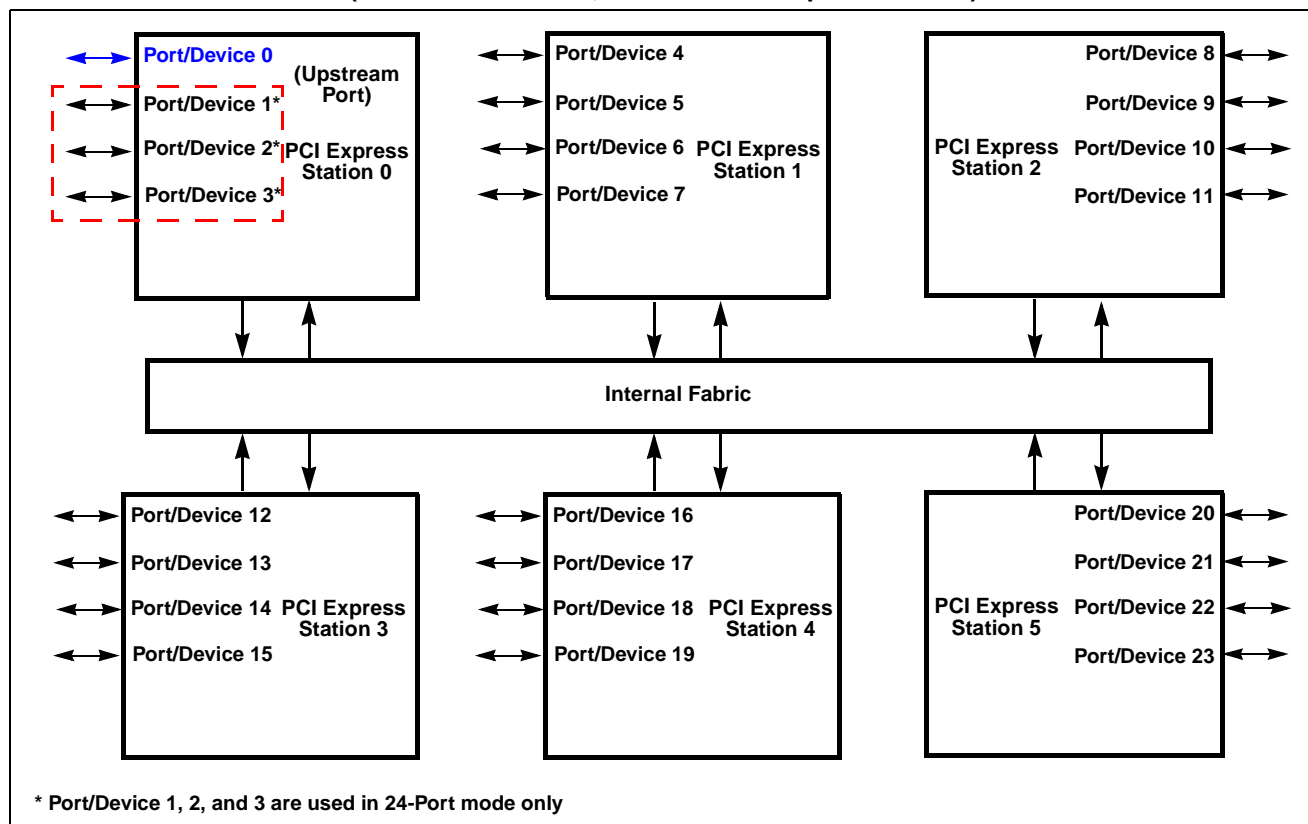 Port/Device 0
(Upstream
Port)
Port/Device 1*
Port/Device 2*
Port/Device 3*
PCI Express
Station 0
Port/Device 4
Port/Device 5
Port/Device 6
Port/Device 7
PCI Express
Station 1
Port/Device 8
Port/Device 9
Port/Device 10
Port/Device 11
PCI Express
Station 2
Internal Fabric
Port/Device 12
Port/Device 13
Port/Device 14
Port/Device 15
PCI Express
Station 3
Port/Device 16
Port/Device 17
Port/Device 18
Port/Device 19
PCI Express
Station 4
Port/Device 20
Port/Device 21
Port/Device 22
Port/Device 23
PCI Express
Station 5
* Port/Device 1, 2, and 3 are used in 24-Port mode only